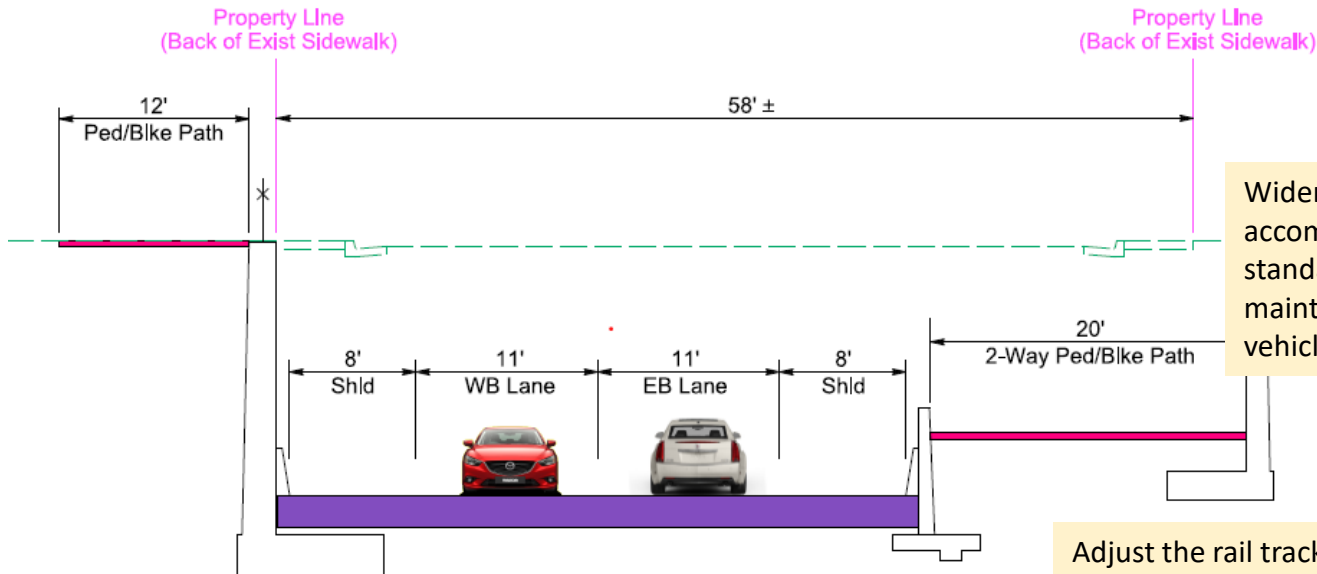 Property Line
(Back of Exist Sidewalk)
Property Line
(Back of Exist Sidewalk)
12'
Ped/Bike Path
58' ±
8'
Shld
11'
WB Lane
11'
EB Lane
8'
Shld
20'
2-Way Ped/Bike Path
accom
stand
maint
vehicl
Adjust the rail track